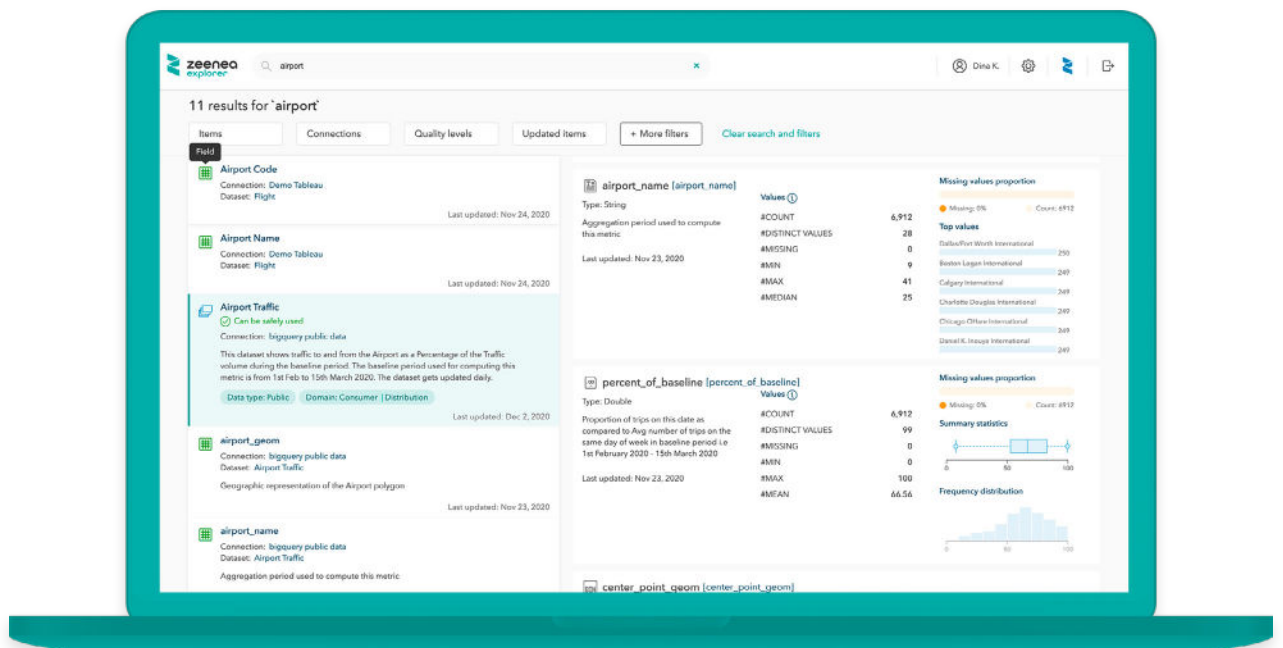 zeenea
explorer
airport
×
Dina K.
11 results for `airport`
Items
Connections
Quality levels
Updated items
+ More filters
Clear search and filters
Field
Airport Code
Connection: Demo Tableau
Dataset: Flight
Last updated: Nov 24, 2020
Airport Name
Connection: Demo Tableau
Dataset: Flight
Last updated: Nov 24, 2020
Airport Traffic
Can be safely used
Connection: bigquery public data
This dataset shows traffic to and from the Airport as a Percentage of the Traffic
volume during the baseline period. The baseline period used for computing this
metric is from 1st Feb to 15th March 2020. The dataset gets updated daily.
Data type: Public
Domain: Consumer | Distribution
Last updated: Dec 2, 2020
airport_geom
Connection: bigquery public data
Dataset: Airport Traffic
Geographic representation of the Airport polygon
Last updated: Nov 23, 2020
airport_name
Connection: bigquery public data
Dataset: Airport Traffic
Aggregation period used to compute this metric
airport_name [airport_name]
Type: String
Aggregation period used to compute
this metric
Last updated: Nov 23, 2020
Values
#COUNT 6,912
#DISTINCT VALUES 28
#MISSING 0
#MIN 9
#MAX 41
#MEDIAN 25
Missing values proportion
Missing: 0% Count: 6912
Top values
Dallas/Fort Worth International
250
Boston Logan International
249
Calgary International
249
Charlotte Douglas International
249
Chicago OHare International
249
Daniel K. Inouye International
249
percent_of_baseline [percent_of_baseline]
Type: Double
Proportion of trips on this date as
compared to Avg number of trips on the
same day of week in baseline period i.e
1st February 2020 - 15th March 2020
Last updated: Nov 23, 2020
Values
#COUNT 6,912
#DISTINCT VALUES 99
#MISSING 0
#MIN 0
#MAX 100
#MEAN 66.56
Missing values proportion
Missing: 0% Count: 6912
Summary statistics
0 50 100
Frequency distribution
0 50 100
center_point_geom [center_point_geom]